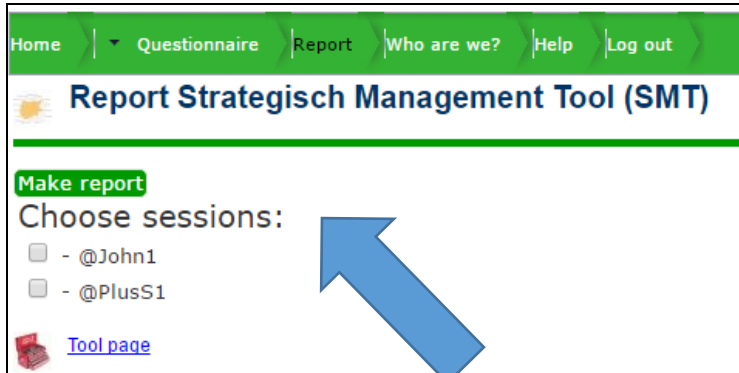 Home Questionnaire Report Who are we? Help Log out
Report Strategisch Management Tool (SMT)
Make report
Choose sessions:
- @John1
- @PlusS1
Tool page